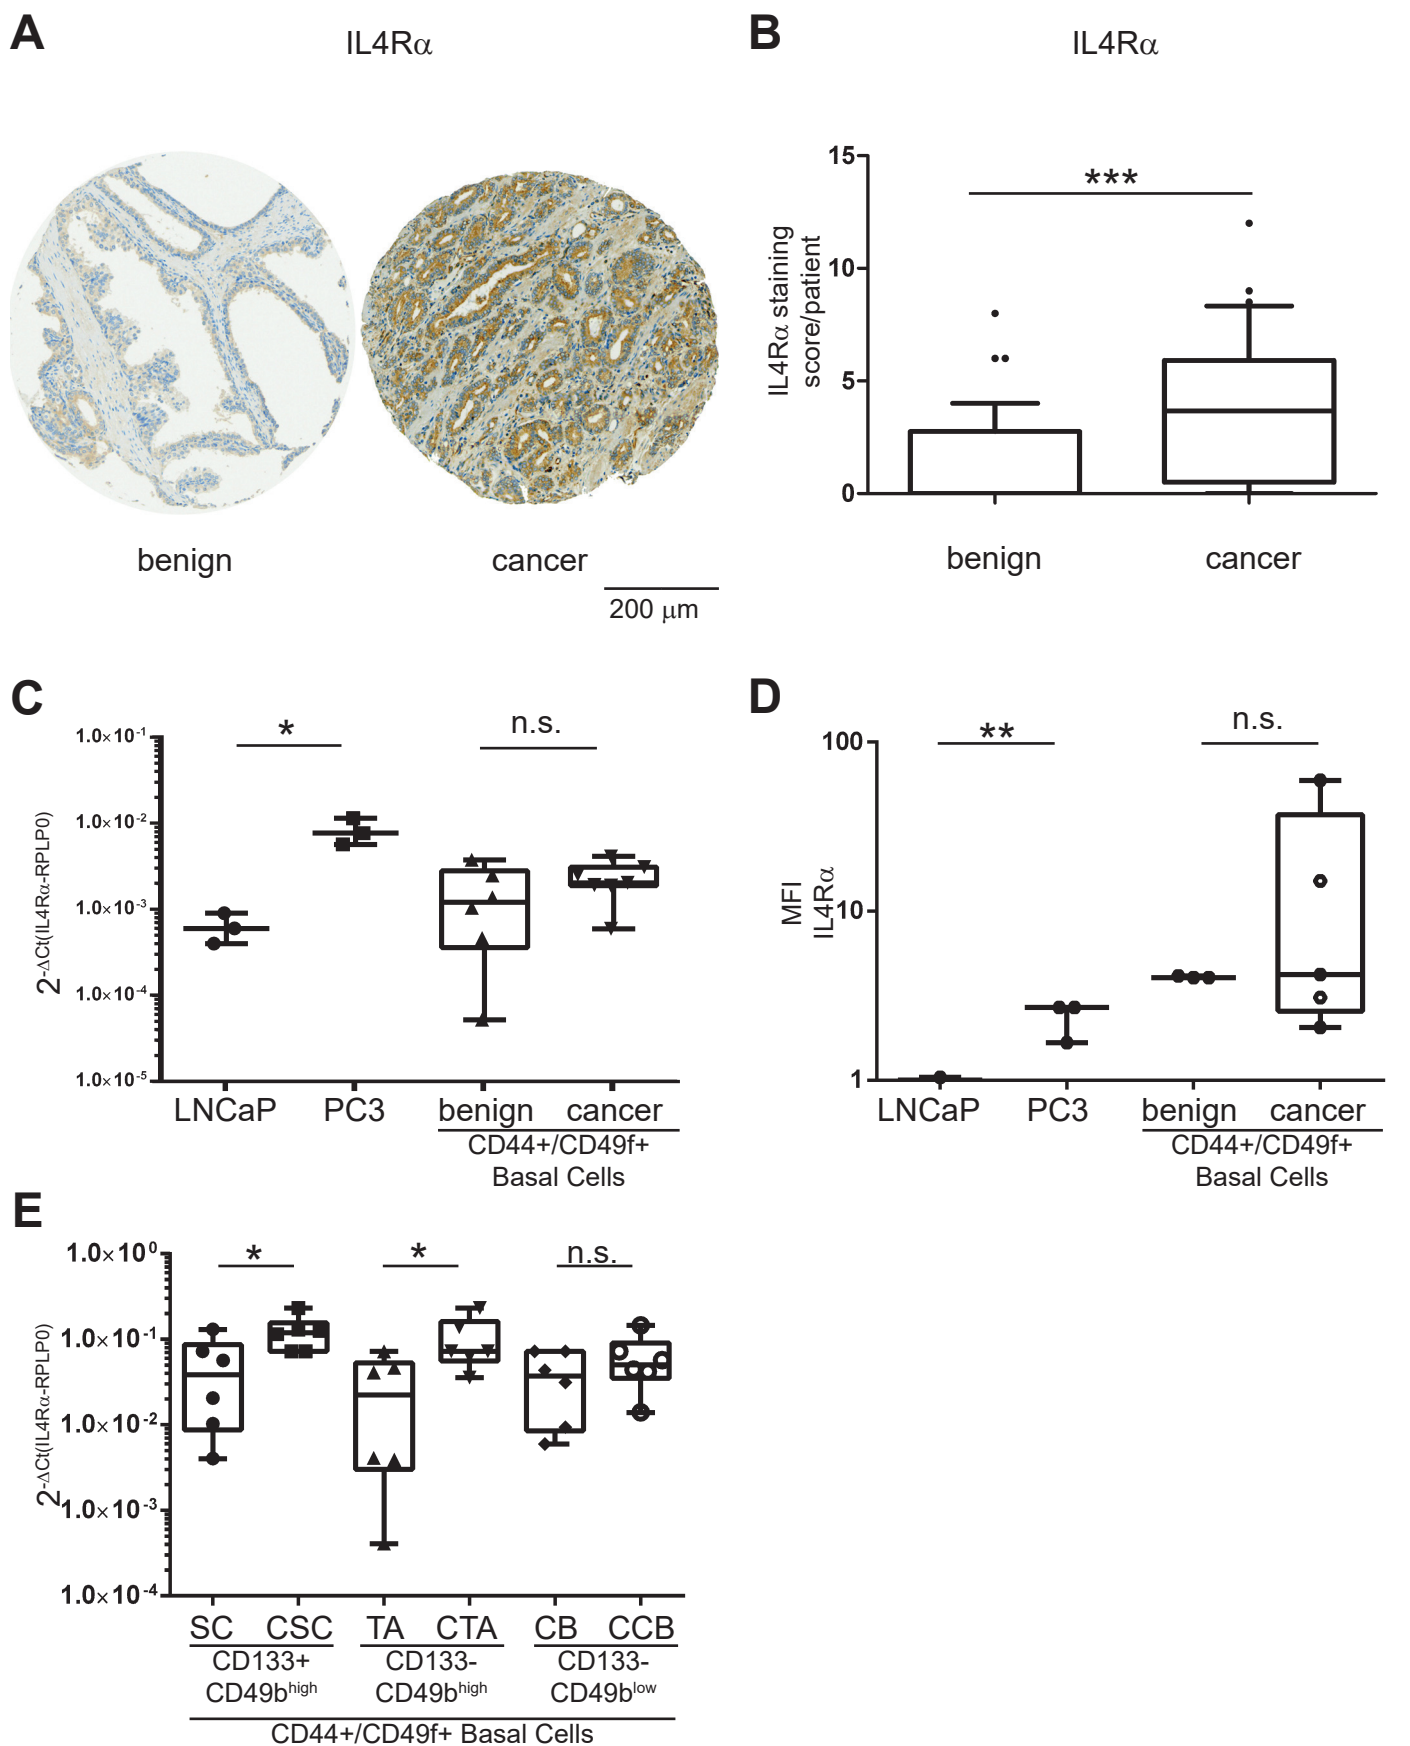 A
IL4Rα
benign
cancer
200 μm
B
IL4Rα
IL4Rα staining
score/patient
15
10
5
0
***
benign
cancer
C
2-ΔCt(IL4Rα-RPLP0)
1.0×10-1
1.0×10-2
1.0×10-3
1.0×10-4
1.0×10-5
*
n.s.
LNCaP
PC3
benign
cancer
CD44+/CD49f+
Basal Cells
D
MFI
IL4Rα
100
10
1
**
n.s.
LNCaP
PC3
benign
cancer
CD44+/CD49f+
Basal Cells
E
2-ΔCt(IL4Rα-RPLP0)
1.0×10 0
1.0×10-1
1.0×10-2
1.0×10-3
1.0×10-4
*
*
n.s.
SC CSC TA CTA CB CCB
CD133+ CD133- CD133-
CD49bhigh CD49bhigh CD49blow
CD44+/CD49f+ Basal Cells